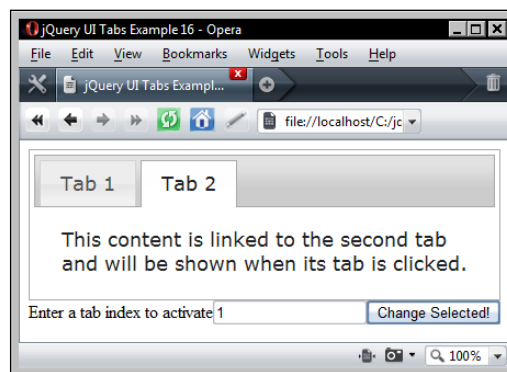 jQuery UI Tabs Example 16 - Opera
File Edit View Bookmarks Widgets Tools Help
jQuery UI Tabs Exampl...
file://localhost/C:/jc
Tab 1 Tab 2
This content is linked to the second tab
and will be shown when its tab is clicked.
Enter a tab index to activate 1 Change Selected!
100%